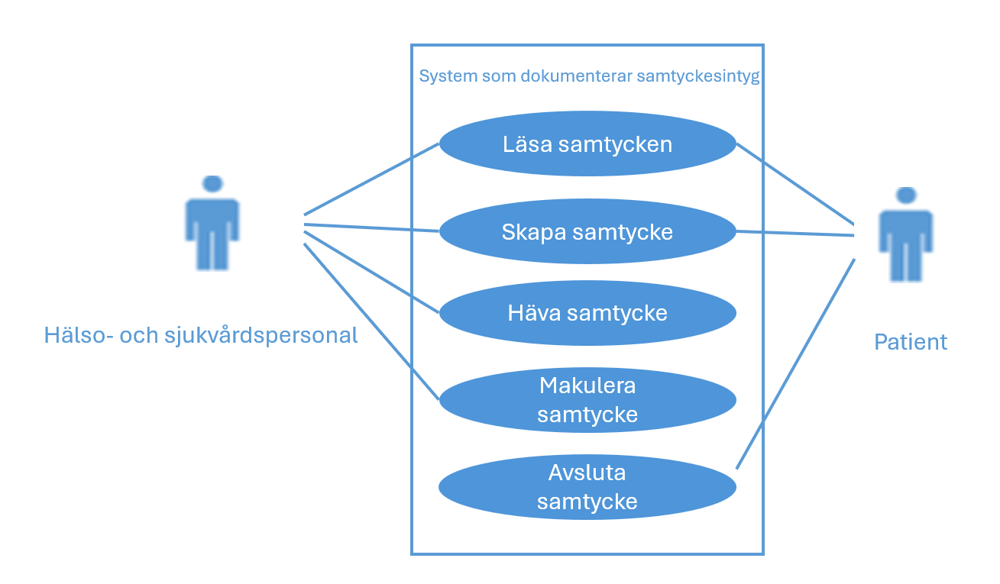 System som dokumenterar samtyckesintyg
Läsa samtycken
Skapa samtycke
Häva samtycke
Makulera
samtycke
Avsluta
samtycke
Hälso- och sjukvårdspersonal
Patient